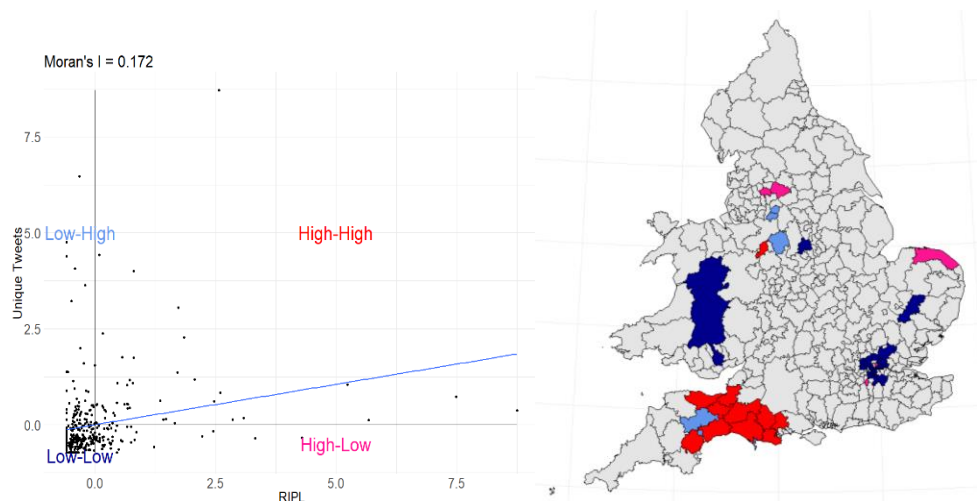 Moran's I = 0.172
Unique Tweets
7.5
5.0
2.5
0.0
Low-High
High-High
Low-Low
High-Low
0.0
2.5
5.0
7.5
RIPI